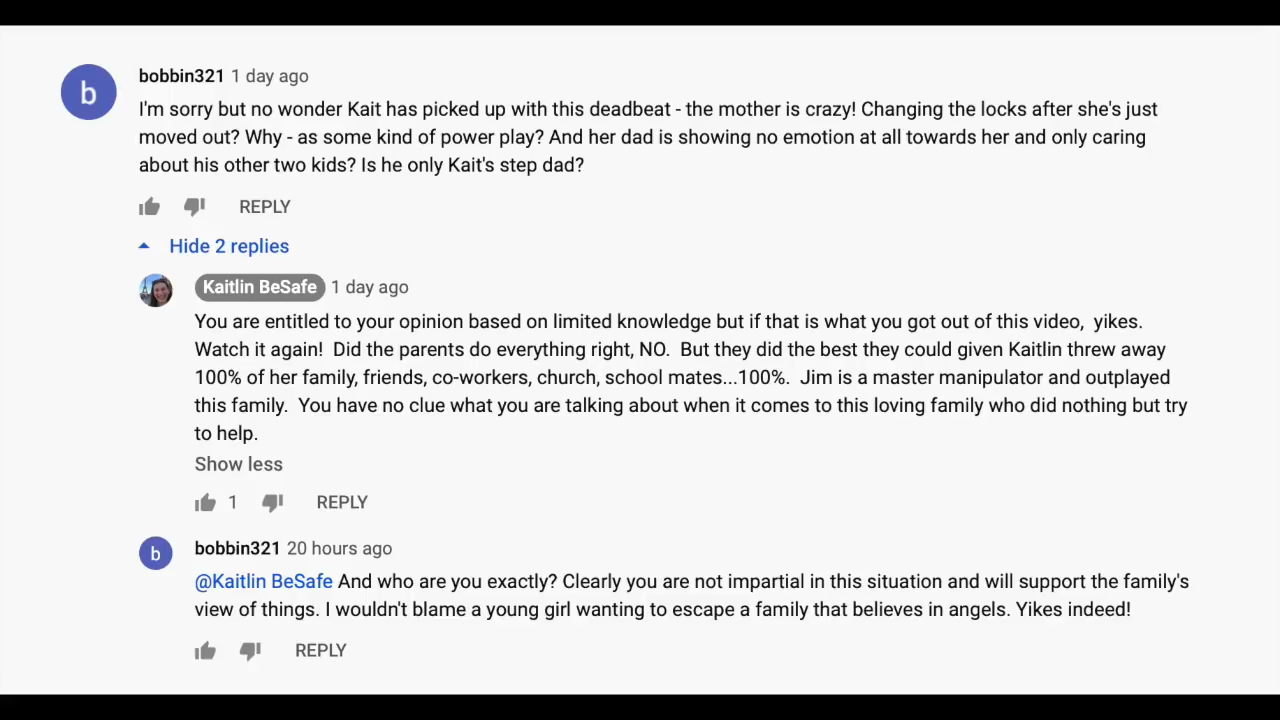 b
bobbin321 1 day ago
I'm sorry but no wonder Kait has picked up with this deadbeat - the mother is crazy! Changing the locks after she's just
moved out? Why - as some kind of power play? And her dad is showing no emotion at all towards her and only caring
about his other two kids? Is he only Kait's step dad?
REPLY
Hide 2 replies
Kaitlin BeSafe 1 day ago
You are entitled to your opinion based on limited knowledge but if that is what you got out of this video,  yikes.
Watch it again!  Did the parents do everything right, NO.  But they did the best they could given Kaitlin threw away
100% of her family, friends, co-workers, church, school mates...100%.  Jim is a master manipulator and outplayed
this family.  You have no clue what you are talking about when it comes to this loving family who did nothing but try
to help.
Show less
1 REPLY
b
bobbin321 20 hours ago
@Kaitlin BeSafe And who are you exactly? Clearly you are not impartial in this situation and will support the family's
view of things. I wouldn't blame a young girl wanting to escape a family that believes in angels. Yikes indeed!
REPLY